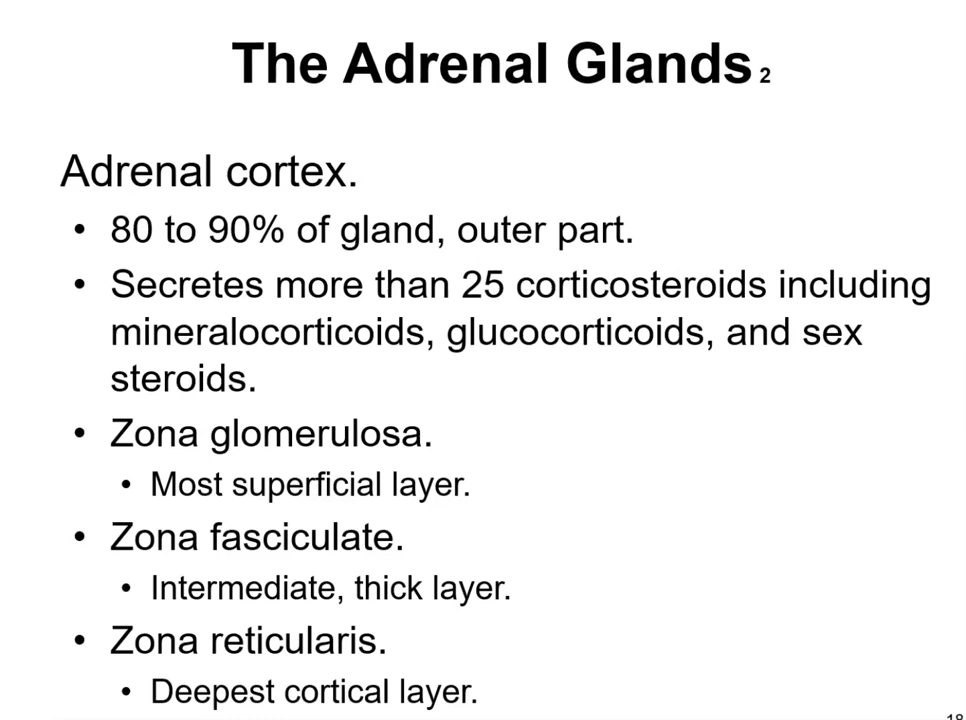 The Adrenal Glands 2
Adrenal cortex.
• 80 to 90% of gland, outer part.
• Secretes more than 25 corticosteroids including
mineralocorticoids, glucocorticoids, and sex
steroids.
• Zona glomerulosa.
• Most superficial layer.
• Zona fasciculate.
• Intermediate, thick layer.
• Zona reticularis.
• Deepest cortical layer.